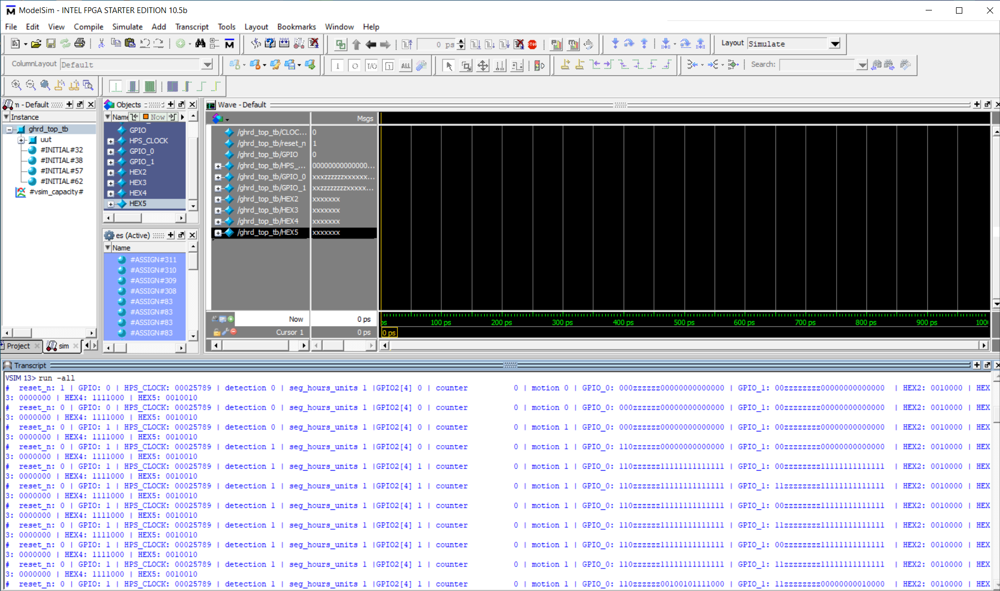 ModelSim - INTEL FPGA STARTER EDITION 10.5b
File Edit View Compile Simulate Add Transcript Tools Layout Bookmarks Window Help
0 ps
Layout Simulate
ColumnLayout Default
Search:
- Default
Instance
ghrd_top_tb
uut
#INITIAL#32
#INITIAL#38
#INITIAL#57
#INITIAL#62
#vsim_capacity#
Project
sim
Objects
Name
Now
GPIO
HPS_CLOCK
GPIO_0
GPIO_1
HEX2
HEX3
HEX4
HEX5
es (Active)
Name
#ASSIGN#311
#ASSIGN#310
#ASSIGN#309
#ASSIGN#308
#ASSIGN#83
#ASSIGN#83
#ASSIGN#83
#ASSIGN#83
Wave - Default
Msgs
/ghrd_top_tb/CLOC... 0
/ghrd_top_tb/reset_n 1
/ghrd_top_tb/GPIO 0
/ghrd_top_tb/HPS_... 00000000000000...
/ghrd_top_tb/GPIO_0 xxxzzzzzzxxxxxx...
/ghrd_top_tb/GPIO_1 xxzzzzzzzzxxxxx...
/ghrd_top_tb/HEX2 xxxxxxx
/ghrd_top_tb/HEX3 xxxxxxx
/ghrd_top_tb/HEX4 xxxxxxx
/ghrd_top_tb/HEX5 xxxxxxx
Now 0 ps
Cursor 1 0 ps
ps 100 ps 200 ps 300 ps 400 ps 500 ps 600 ps 700 ps 800 ps 900 ps 1000
0 ps
Transcript
VSIM 13> run -all
#  reset_n: 1 | GPIO: 0 | HPS_CLOCK: 00025789 | detection 0 | seg_hours_units 1 |GPIO2[4] 0 | counter 0 | motion 0 | GPIO_0: 000zzzzzz00000000000000 | GPIO_1: 00zzzzzzzz00000000000000 | HEX2: 0010000 | HEX
3: 0000000 | HEX4: 1111000 | HEX5: 0010010
#  reset_n: 0 | GPIO: 0 | HPS_CLOCK: 00025789 | detection 0 | seg_hours_units 1 |GPIO2[4] 0 | counter 0 | motion 0 | GPIO_0: 000zzzzzz00000000000000 | GPIO_1: 00zzzzzzzz00000000000000 | HEX2: 0010000 | HEX
3: 0000000 | HEX4: 1111000 | HEX5: 0010010
#  reset_n: 0 | GPIO: 1 | HPS_CLOCK: 00025789 | detection 0 | seg_hours_units 1 |GPIO2[4] 0 | counter 0 | motion 1 | GPIO_0: 000zzzzzz00000000000000 | GPIO_1: 00zzzzzzzz00000000000000 | HEX2: 0010000 | HEX
3: 0000000 | HEX4: 1111000 | HEX5: 0010010
#  reset_n: 0 | GPIO: 1 | HPS_CLOCK: 00025789 | detection 1 | seg_hours_units 1 |GPIO2[4] 0 | counter 0 | motion 1 | GPIO_0: 110zzzzzz00000000000000 | GPIO_1: 00zzzzzzzz00000000000000 | HEX2: 0010000 | HEX
3: 0000000 | HEX4: 1111000 | HEX5: 0010010
#  reset_n: 0 | GPIO: 1 | HPS_CLOCK: 00025789 | detection 1 | seg_hours_units 1 |GPIO2[4] 1 | counter 0 | motion 1 | GPIO_0: 110zzzzzz11111111111111 | GPIO_1: 00zzzzzzzz11111111111111 | HEX2: 0010000 | HEX
3: 0000000 | HEX4: 1111000 | HEX5: 0010010
#  reset_n: 0 | GPIO: 1 | HPS_CLOCK: 00025789 | detection 1 | seg_hours_units 1 |GPIO2[4] 1 | counter 0 | motion 1 | GPIO_0: 110zzzzzz11111111111111 | GPIO_1: 11zzzzzzzz11111111111111 | HEX2: 0010000 | HEX
3: 0000000 | HEX4: 1111000 | HEX5: 0010010
#  reset_n: 0 | GPIO: 1 | HPS_CLOCK: 00025789 | detection 1 | seg_hours_units 1 |GPIO2[4] 1 | counter 0 | motion 1 | GPIO_0: 110zzzzzz11111111111111 | GPIO_1: 00zzzzzzzz11111111111111 | HEX2: 0010000 | HEX
3: 0000000 | HEX4: 1111000 | HEX5: 0010010
#  reset_n: 0 | GPIO: 1 | HPS_CLOCK: 00025789 | detection 1 | seg_hours_units 1 |GPIO2[4] 1 | counter 0 | motion 1 | GPIO_0: 110zzzzzz11111111111111 | GPIO_1: 11zzzzzzzz11111111111111 | HEX2: 0010000 | HEX
3: 0000000 | HEX4: 1111000 | HEX5: 0010010
#  reset_n: 0 | GPIO: 1 | HPS_CLOCK: 00025789 | detection 1 | seg_hours_units 1 |GPIO2[4] 1 | counter 0 | motion 1 | GPIO_0: 110zzzzzz11111111111111 | GPIO_1: 00zzzzzzzz11111111111111 | HEX2: 0010000 | HEX
3: 0000000 | HEX4: 1111000 | HEX5: 0010010
#  reset_n: 0 | GPIO: 1 | HPS_CLOCK: 00025789 | detection 1 | seg_hours_units 1 |GPIO2[4] 1 | counter 0 | motion 1 | GPIO_0: 110zzzzzz11111111111111 | GPIO_1: 11zzzzzzzz11111111111111 | HEX2: 0010000 | HEX
3: 0000000 | HEX4: 1111000 | HEX5: 0010010
#  reset_n: 0 | GPIO: 1 | HPS_CLOCK: 00025789 | detection 1 | seg_hours_units 1 |GPIO2[4] 1 | counter 0 | motion 1 | GPIO_0: 110zzzzzz00100101111000 | GPIO_1: 11zzzzzzzz00000000010000 | HEX2: 0010000 | HEX